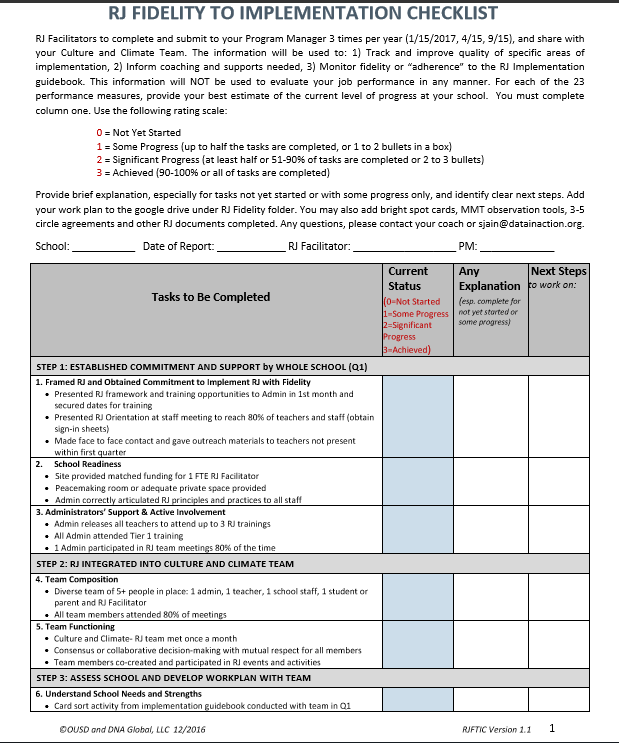 RJ FIDELITY TO IMPLEMENTATION CHECKLIST
RJ Facilitators to complete and submit to your Program Manager 3 times per year (1/15/2017, 4/15, 9/15), and share with
your Culture and Climate Team. The information will be used to: 1) Track and improve quality of specific areas of
implementation, 2) Inform coaching and supports needed, 3) Monitor fidelity or “adherence” to the RJ Implementation
guidebook. This information will NOT be used to evaluate your job performance in any manner. For each of the 23
performance measures, provide your best estimate of the current level of progress at your school. You must complete
column one. Use the following rating scale:
0 = Not Yet Started
1 = Some Progress (up to half the tasks are completed, or 1 to 2 bullets in a box)
2 = Significant Progress (at least half or 51-90% of tasks are completed or 2 to 3 bullets)
3 = Achieved (90-100% or all of tasks are completed)
Provide brief explanation, especially for tasks not yet started or with some progress only, and identify clear next steps. Add
your work plan to the google drive under RJ Fidelity folder. You may also add bright spot cards, MMT observation tools, 3-5
circle agreements and other RJ documents completed. Any questions, please contact your coach or sjain@datainaction.org.
School: __________ Date of Report: ___________ RJ Facilitator: ________________ PM: ____________
Tasks to Be Completed
Current
Status
(0=Not Started
1=Some Progress
2=Significant
Progress
3=Achieved)
Any
Explanation
(esp. complete for
not yet started or
some progress)
Next Steps
to work on:
STEP 1: ESTABLISHED COMMITMENT AND SUPPORT by WHOLE SCHOOL (Q1)
1. Framed RJ and Obtained Commitment to Implement RJ with Fidelity
• Presented RJ framework and training opportunities to Admin in 1st month and
secured dates for training
• Presented RJ Orientation at staff meeting to reach 80% of teachers and staff (obtain
sign-in sheets)
• Made face to face contact and gave outreach materials to teachers not present
within first quarter
2. School Readiness
• Site provided matched funding for 1 FTE RJ Facilitator
• Peacemaking room or adequate private space provided
• Admin correctly articulated RJ principles and practices to all staff
3. Administrators’ Support & Active Involvement
• Admin releases all teachers to attend up to 3 RJ trainings
• All Admin attended Tier 1 training
• 1 Admin participated in RJ team meetings 80% of the time
STEP 2: RJ INTEGRATED INTO CULTURE AND CLIMATE TEAM
4. Team Composition
• Diverse team of 5+ people in place: 1 admin, 1 teacher, 1 school staff, 1 student or
parent and RJ Facilitator
• All team members attended 80% of meetings
5. Team Functioning
• Culture and Climate- RJ team met once a month
• Consensus or collaborative decision-making with mutual respect for all members
• Team members co-created and participated in RJ events and activities
STEP 3: ASSESS SCHOOL AND DEVELOP WORKPLAN WITH TEAM
6. Understand School Needs and Strengths
• Card sort activity from implementation guidebook conducted with team in Q1
©OUSD and DNA Global, LLC 12/2016
RJFTIC Version 1.1 1